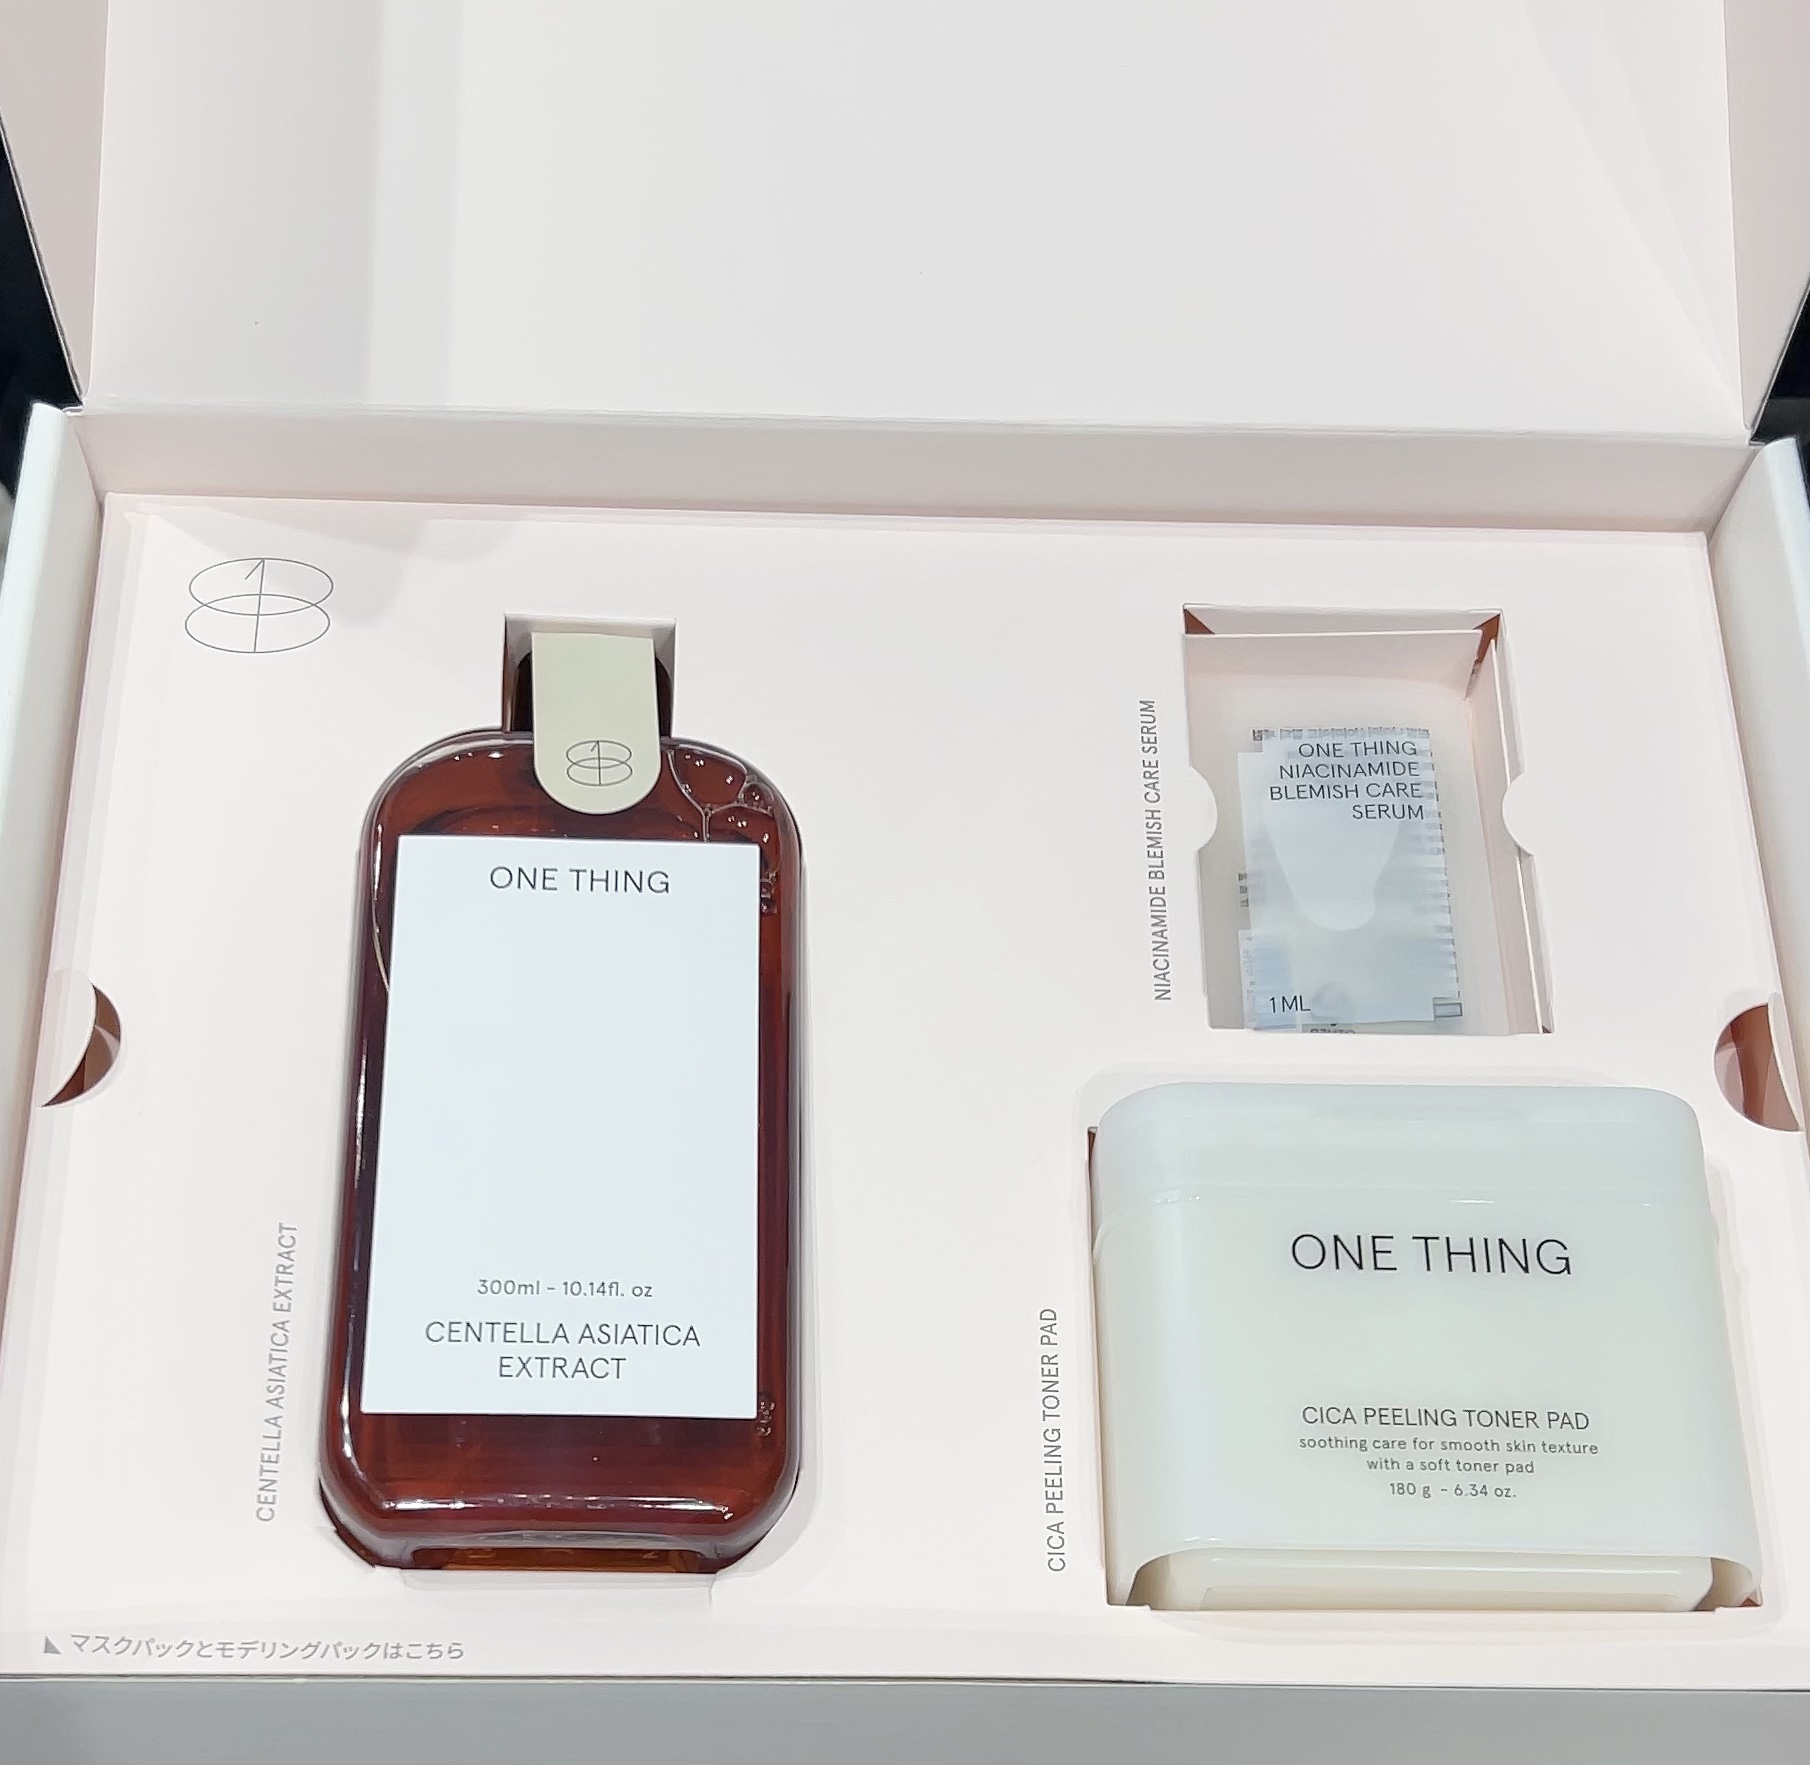 ONE THING
300ml - 10.14fl. oz
CENTELLA ASIATICA
EXTRACT
CENTELLA ASIATICA EXTRACT
NIACINAMIDE BLEMISH CARE SERUM
ONE THING
NIACINAMIDE
BLEMISH CARE
SERUM
1 ML
CICA PEELING TONER PAD
ONE THING
CICA PEELING TONER PAD
soothing care for smooth skin texture
with a soft toner pad
180 g - 6.34 oz.
マスクパックとモデリングパックはこちら